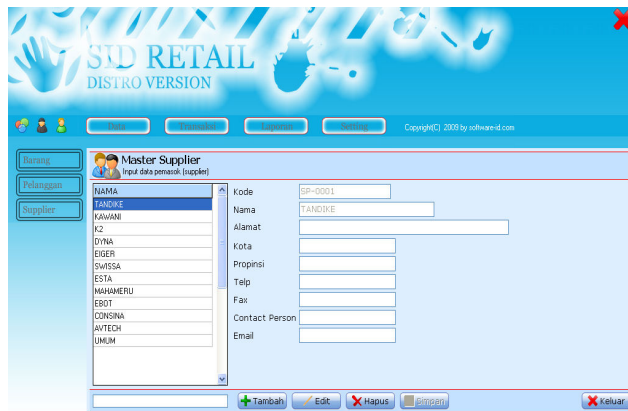 SID RETAIL
DISTRO VERSION
Data Transaksi Laporan Setting Copyright(C) 2009 by software-id.com
Barang
Pelanggan
Supplier
Master Supplier
Input data pemasok (supplier)
NAMA
TANDIKE
KAWANI
K2
DYNA
EIGER
SWISSA
ESTA
MAHAMERU
EBOT
CONSINA
AVTECH
UMUM
Kode SP-0001
Nama TANDIKE
Alamat
Kota
Propinsi
Telp
Fax
Contact Person
Email
Tambah Edit Hapus Simpan Keluar